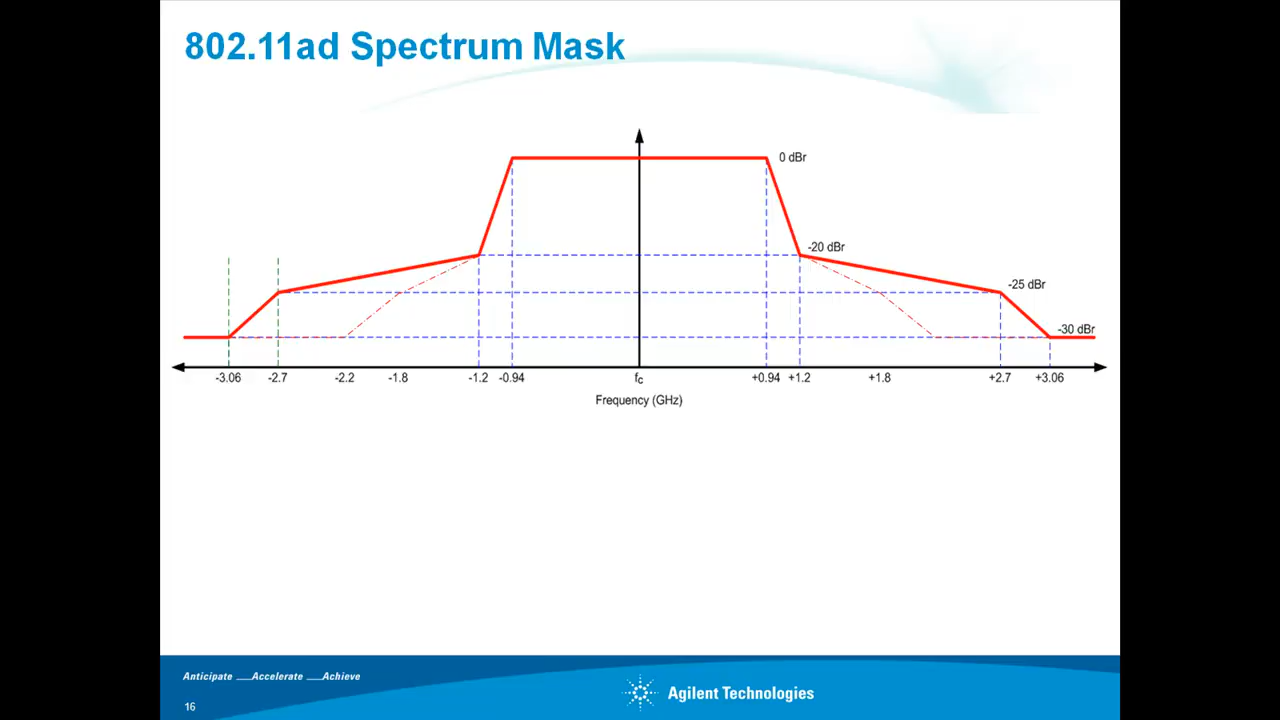 802.11ad Spectrum Mask
0 dBr
-20 dBr
-25 dBr
-30 dBr
-3.06 -2.7 -2.2 -1.8 -1.2 -0.94 fc +0.94 +1.2 +1.8 +2.7 +3.06
Frequency (GHz)
Anticipate __Accelerate __Achieve
Agilent Technologies
16